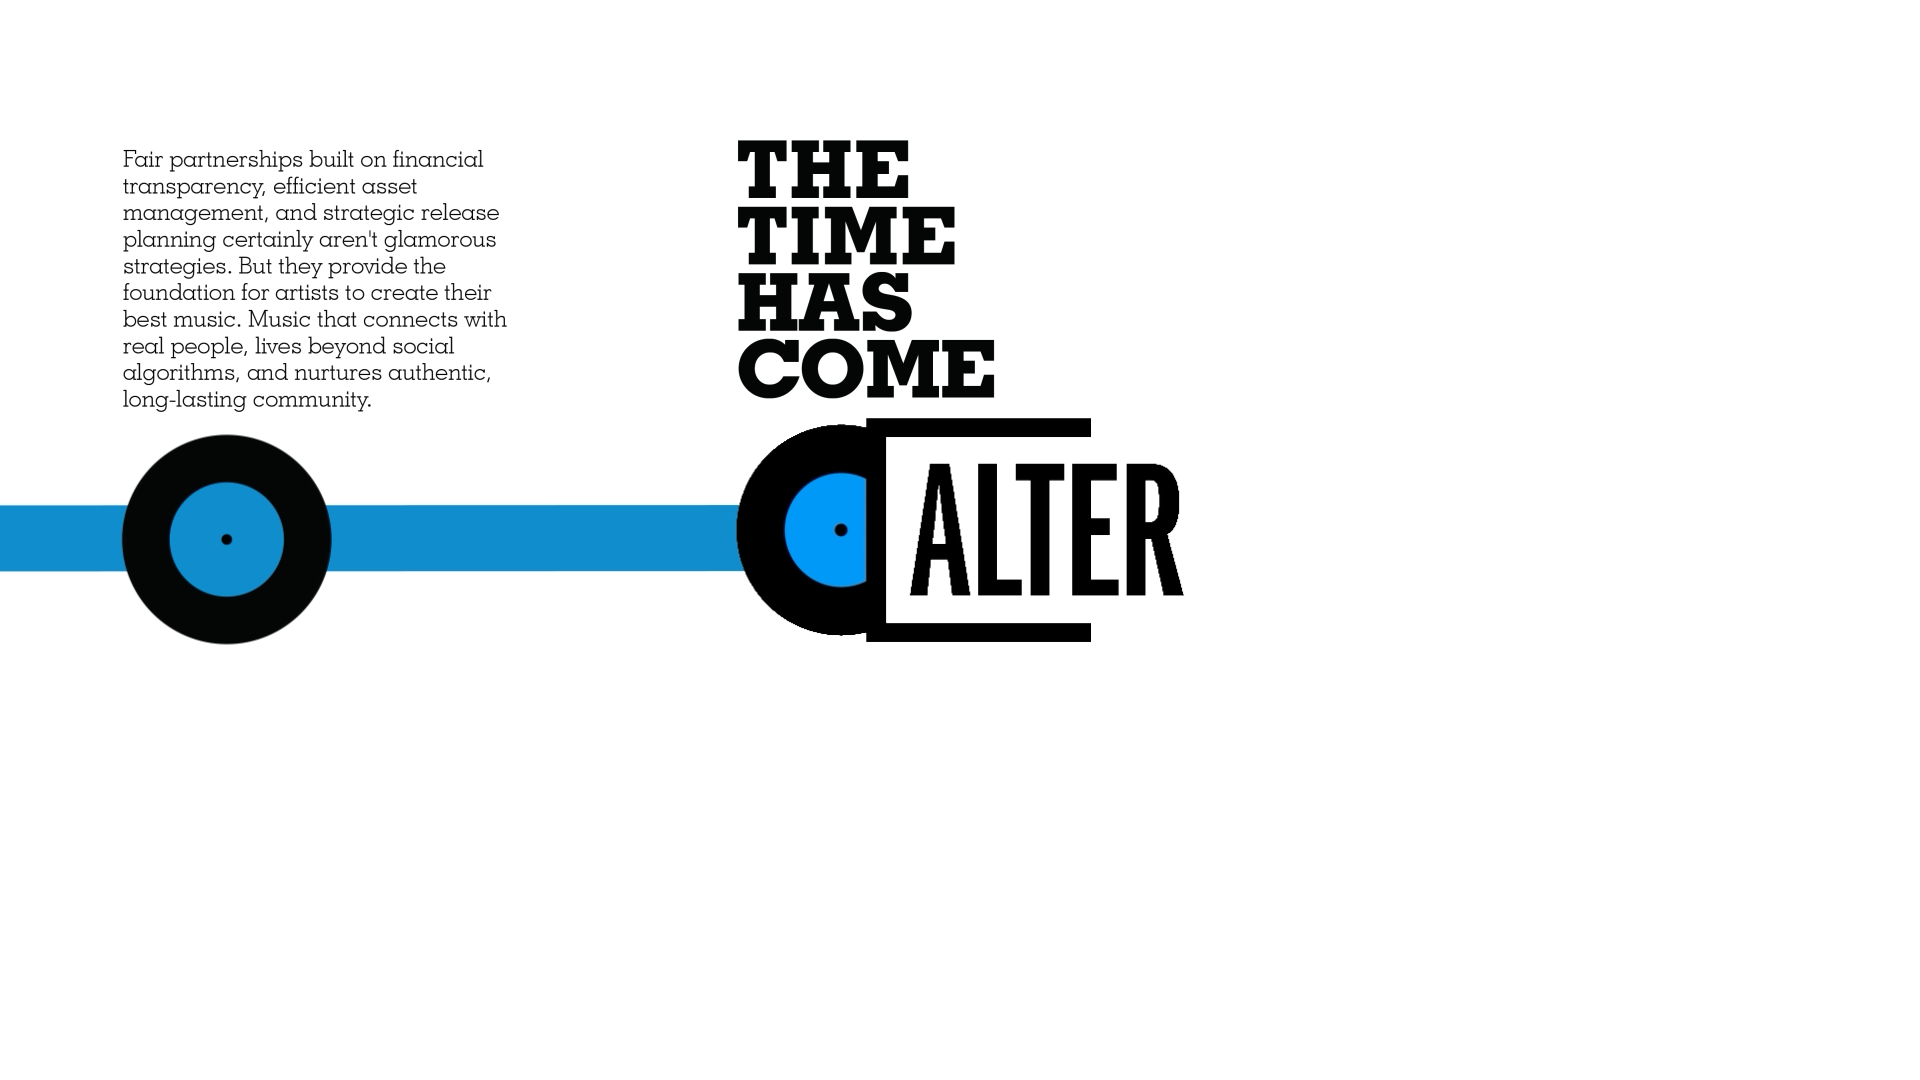 Fair partnerships built on financial
transparency, efficient asset
management, and strategic release
planning certainly aren't glamorous
strategies. But they provide the
foundation for artists to create their
best music. Music that connects with
real people, lives beyond social
algorithms, and nurtures authentic,
long-lasting community.
THE
TIME
HAS
COME
ALTER